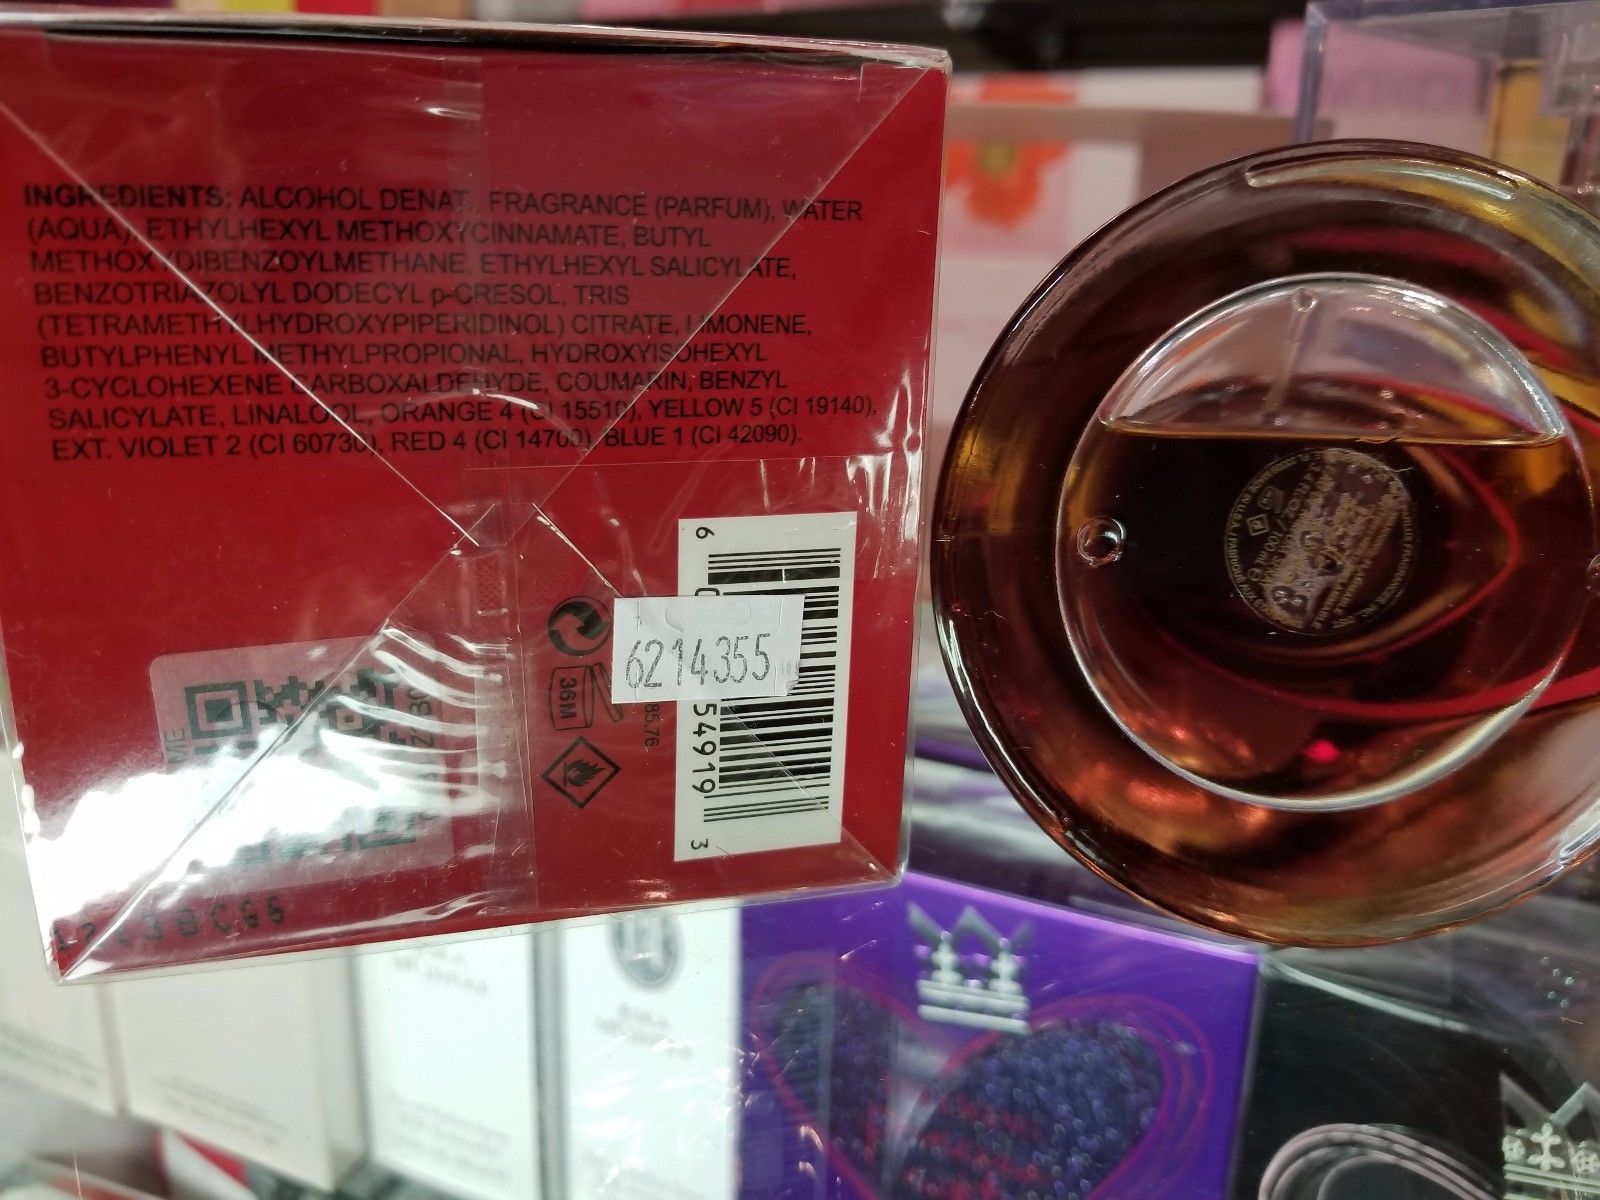 INGREDIENTS: ALCOHOL DENAT., FRAGRANCE (PARFUM), WATER
(AQUA), ETHYLHEXYL METHOXYCINNAMATE, BUTYL
METHOXYDIBENZOYLMETHANE, ETHYLHEXYL SALICYLATE,
BENZOTRIAZOLYL DODECYL p-CRESOL, TRIS
(TETRAMETHYLHYDROXYPIPERIDINOL) CITRATE, LIMONENE,
BUTYLPHENYL METHYLPROPIONAL, HYDROXYISOHEXYL
3-CYCLOHEXENE CARBOXALDEHYDE, COUMARIN, BENZYL
SALICYLATE, LINALOOL, ORANGE 4 (CI 15510), YELLOW 5 (CI 19140),
EXT. VIOLET 2 (CI 60730), RED 4 (CI 14700), BLUE 1 (CI 42090).
6214355
36M
85.76
6
54919
3